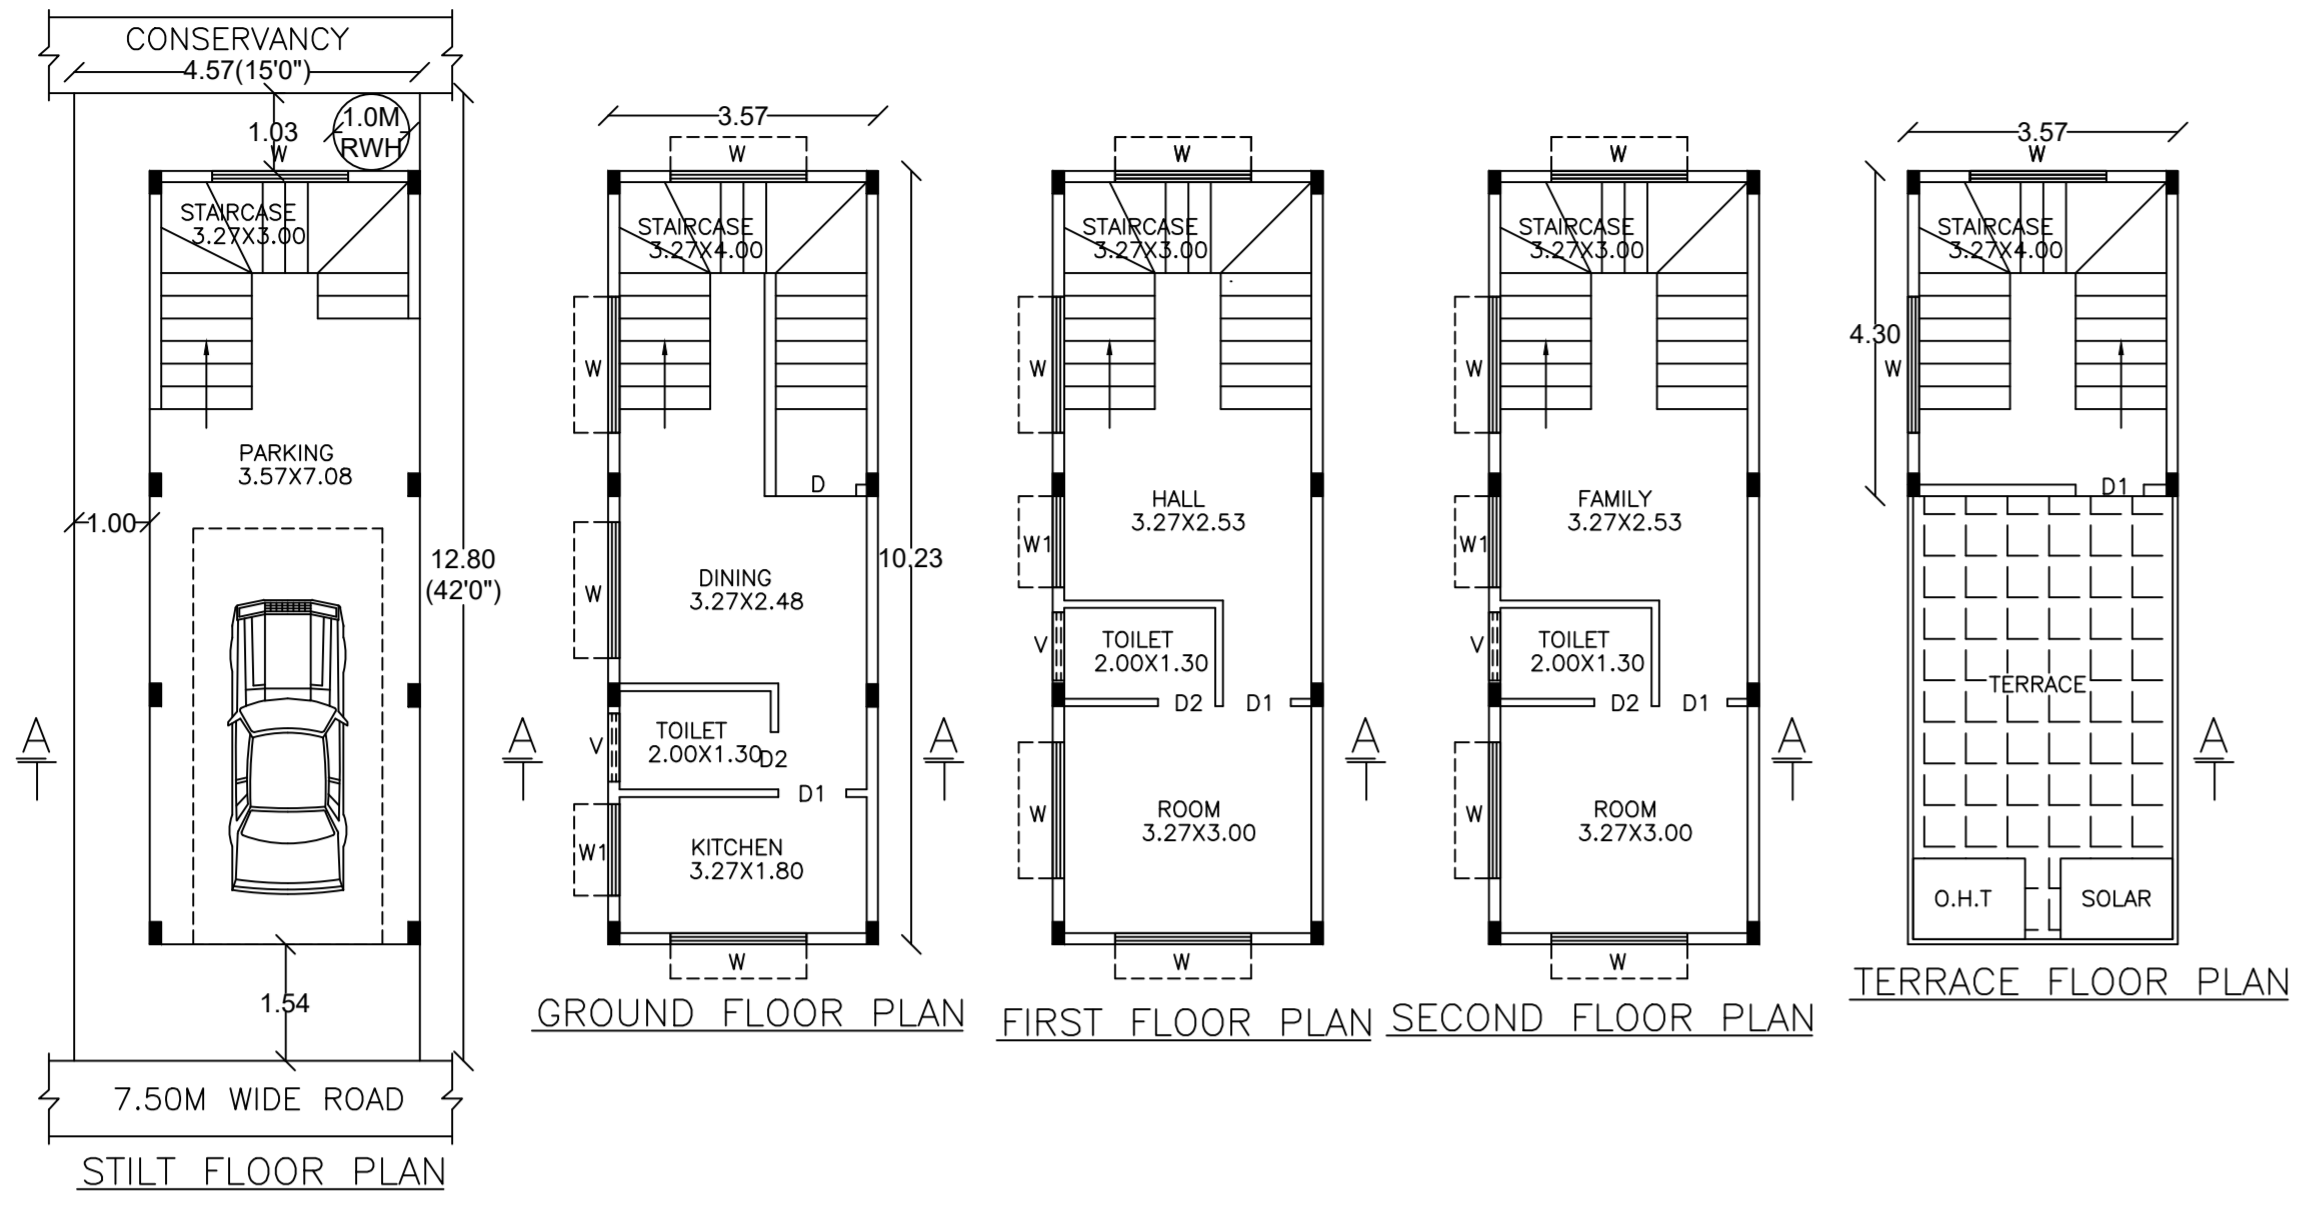 CONSERVANCY
4.57(15'0")
1.03
W
1.0M
RWH
STAIRCASE
3.27X3.00
PARKING
3.57X7.08
1.00
12.80
(42'0")
A
1.54
7.50M WIDE ROAD
STILT FLOOR PLAN
3.57
W
STAIRCASE
3.27X4.00
W
D
10.23
DINING
3.27X2.48
W
TOILET
2.00X1.30
V
D2
D1
A
KITCHEN
3.27X1.80
W1
W
GROUND FLOOR PLAN
W
STAIRCASE
3.27X3.00
W
HALL
3.27X2.53
W1
TOILET
2.00X1.30
V
D2
D1
A
ROOM
3.27X3.00
W
W
FIRST FLOOR PLAN
W
STAIRCASE
3.27X3.00
W
FAMILY
3.27X2.53
W1
TOILET
2.00X1.30
V
D2
D1
A
ROOM
3.27X3.00
W
W
SECOND FLOOR PLAN
3.57
W
STAIRCASE
3.27X4.00
4.30
W
D1
TERRACE
A
A
O.H.T
SOLAR
TERRACE FLOOR PLAN